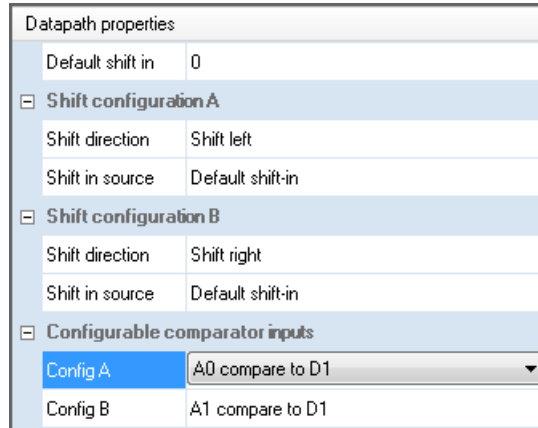 Datapath properties
Default shift in 0
Shift configuration A
Shift direction Shift left
Shift in source Default shift-in
Shift configuration B
Shift direction Shift right
Shift in source Default shift-in
Configurable comparator inputs
Config A A0 compare to D1
Config B A1 compare to D1